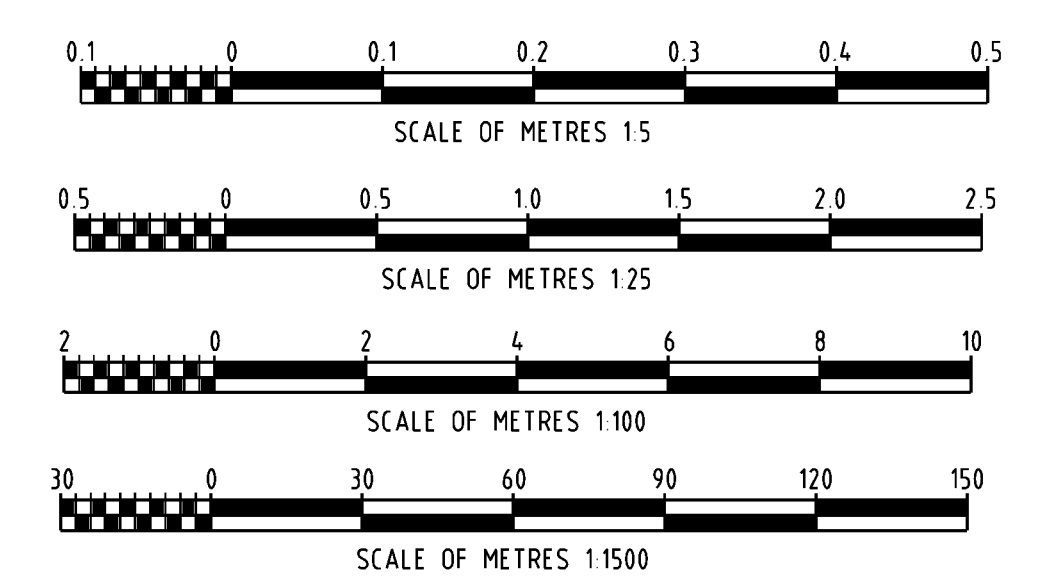 0.1 0 0.1 0.2 0.3 0.4 0.5
SCALE OF METRES 1:5
0.5 0 0.5 1.0 1.5 2.0 2.5
SCALE OF METRES 1:25
2 0 2 4 6 8 10
SCALE OF METRES 1:100
30 0 30 60 90 120 150
SCALE OF METRES 1:1500